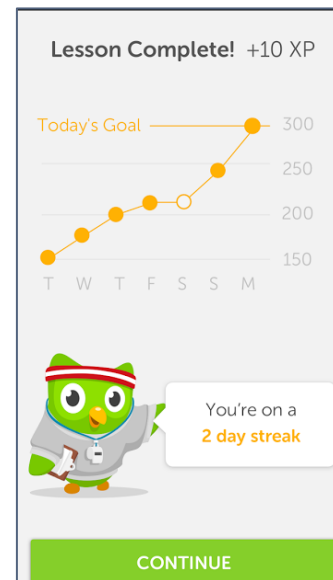 Lesson Complete! +10 XP
Today's Goal
300
250
200
150
T W T F S S M
You're on a
2 day streak
CONTINUE